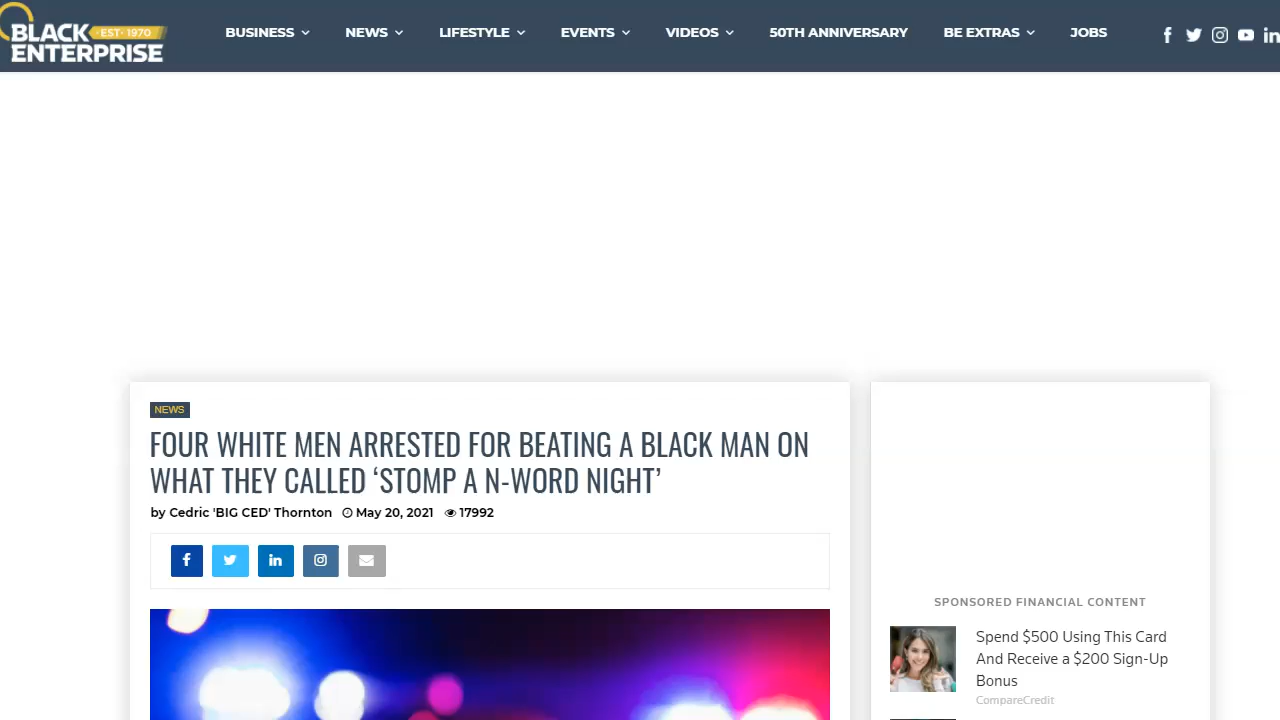 BLACK
EST 1970
ENTERPRISE
BUSINESS
NEWS
LIFESTYLE
EVENTS
VIDEOS
50TH ANNIVERSARY
BE EXTRAS
JOBS
NEWS
FOUR WHITE MEN ARRESTED FOR BEATING A BLACK MAN ON
WHAT THEY CALLED ‘STOMP A N-WORD NIGHT’
by Cedric 'BIG CED' Thornton May 20, 2021 17992
SPONSORED FINANCIAL CONTENT
Spend $500 Using This Card
And Receive a $200 Sign-Up
Bonus
CompareCredit